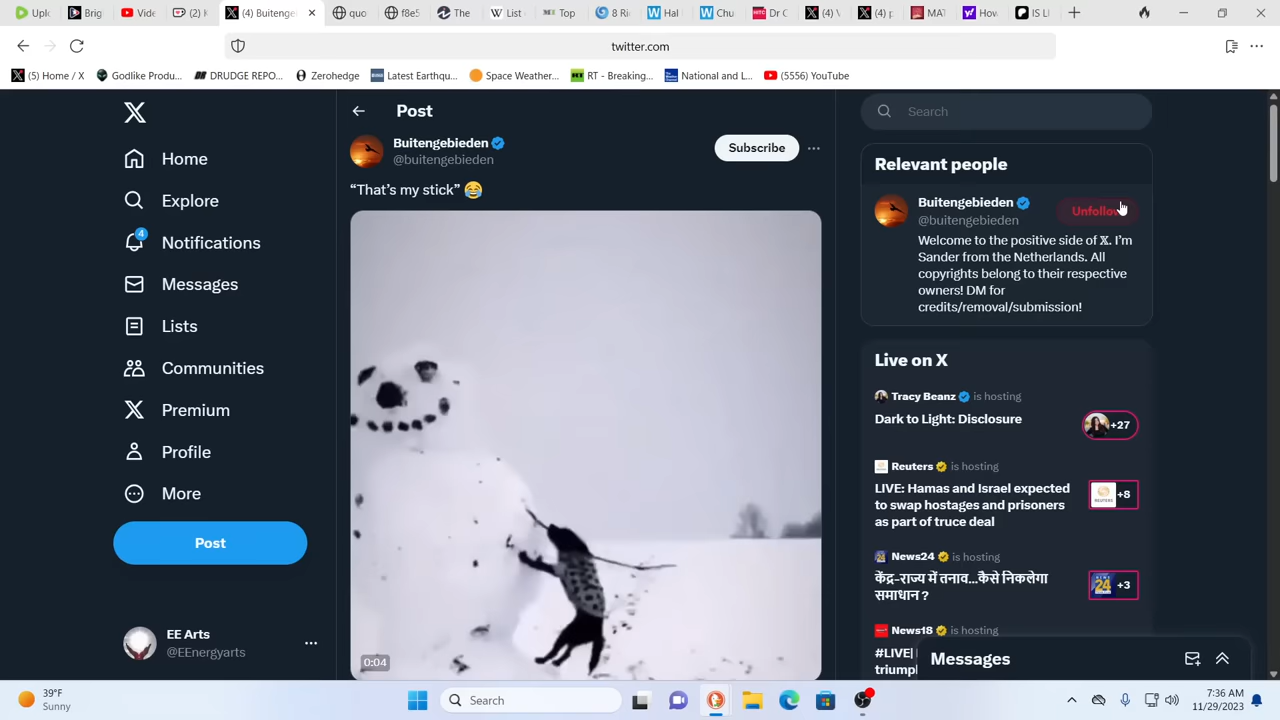 Uplo
Brig
Vide
(2) K
(4) Buitenge
quo
f8e5
The
Wist
Top
8 Ri
Hal
Chu
Dr C
(4) V
(4) p
MAT
How
JS LI
twitter.com
(5) Home / X
Godlike Produ...
DRUDGE REPO...
Zerohedge
Latest Earthqu...
Space Weather...
RT - Breaking...
National and L...
(5556) YouTube
Home
Explore
4
Notifications
Messages
Lists
Communities
Premium
Profile
More
Post
EE Arts
@EEnergyarts
Post
Buitengebieden
@buitengebieden
Subscribe
“That’s my stick” 😂
0:04
Search
Relevant people
Buitengebieden
@buitengebieden
Unfollow
Welcome to the positive side of 𝕏. I’m
Sander from the Netherlands. All
copyrights belong to their respective
owners! DM for
credits/removal/submission!
Live on X
Tracy Beanz is hosting
Dark to Light: Disclosure
+27
Reuters is hosting
LIVE: Hamas and Israel expected
to swap hostages and prisoners
as part of truce deal
+8
News24 is hosting
केंद्र-राज्य में तनाव...कैसे निकलेगा
समाधान ?
+3
News18 is hosting
#LIVE|
triump
Messages
39°F
Sunny
Search
7:36 AM
11/29/2023